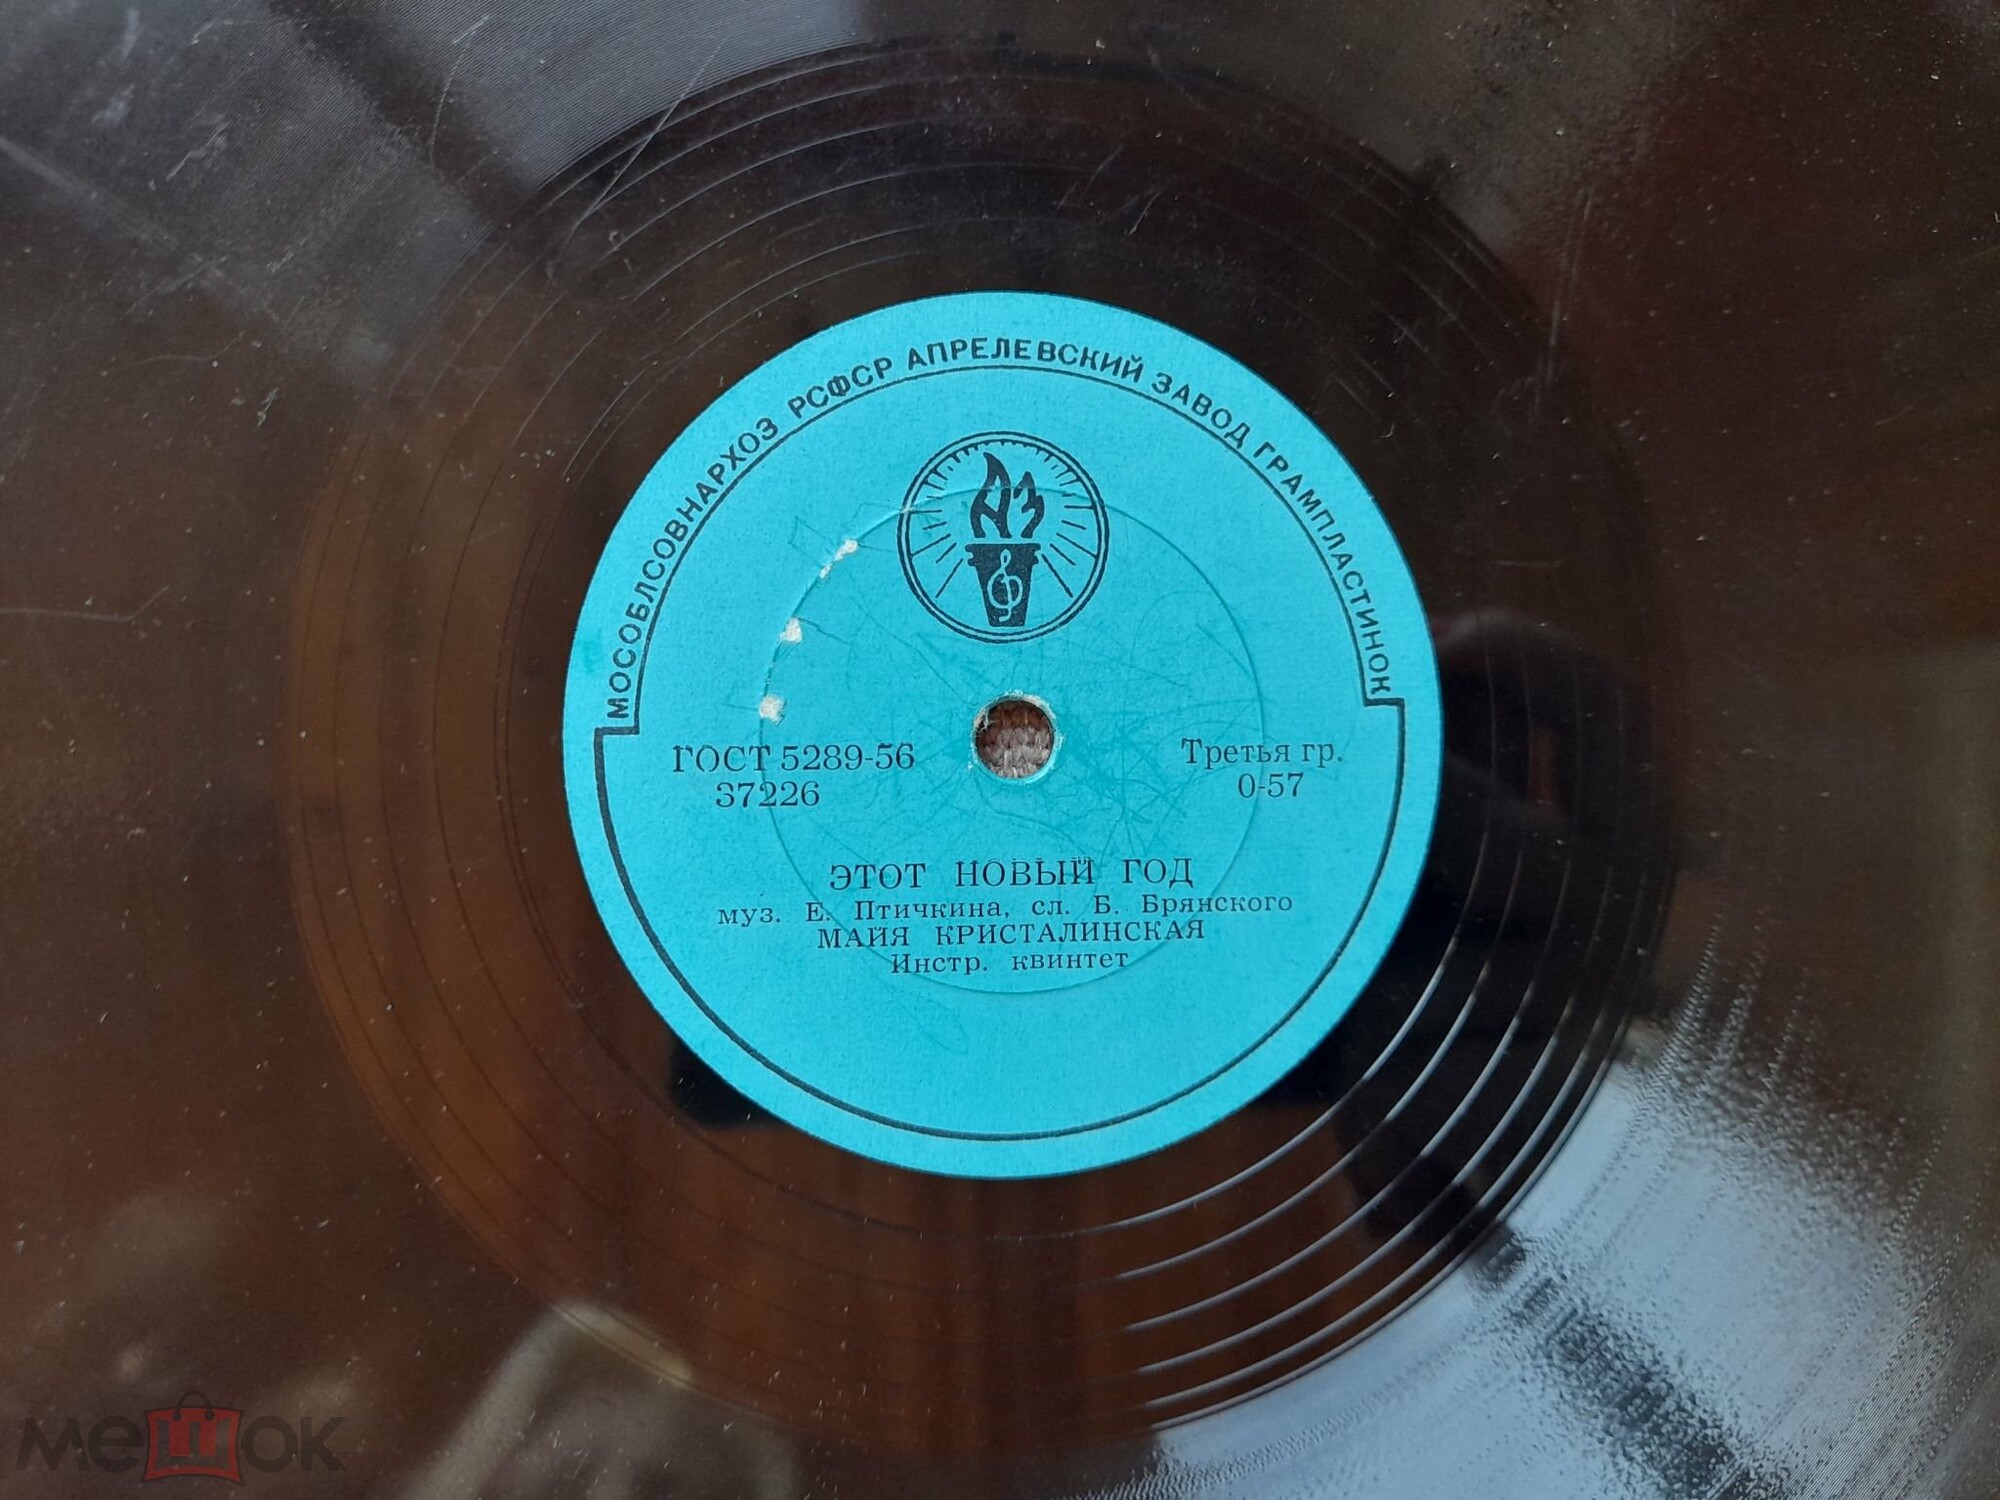 МОСОБЛСОВНАРХОЗ РСФСР АПРЕЛЕВСКИЙ ЗАВОД ГРАМПЛАСТИНОК
АЗ
ГОСТ 5289-56 Третья гр.
37226 0-57
ЭТОТ НОВЫЙ ГОД
муз. Е. Птичкина, сл. Б. Брянского
МАЙЯ КРИСТАЛИНСКАЯ
Инстр. квинтет
мешок